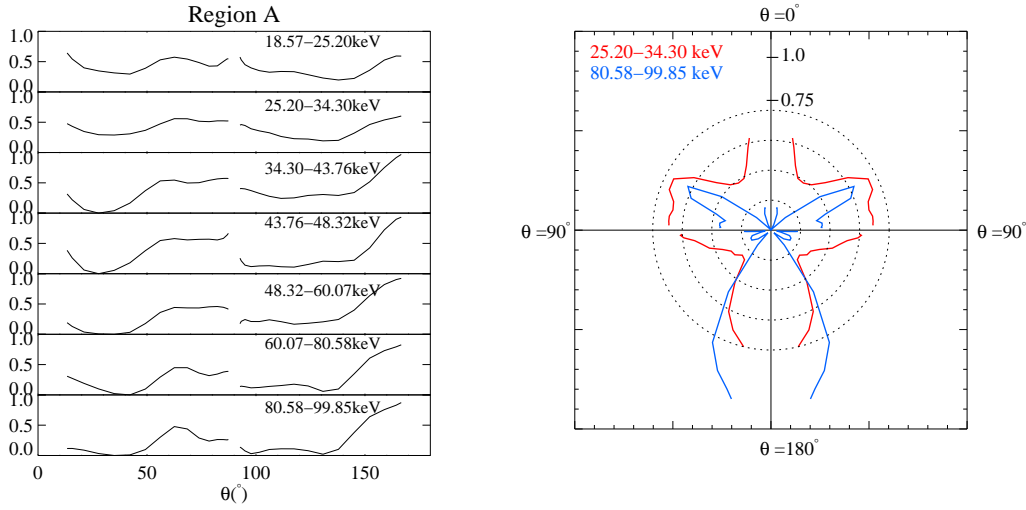 Region A
1.0
0.5
0.0
18.57−25.20keV
1.0
0.5
0.0
25.20−34.30keV
1.0
0.5
0.0
34.30−43.76keV
1.0
0.5
0.0
43.76−48.32keV
1.0
0.5
0.0
48.32−60.07keV
1.0
0.5
0.0
60.07−80.58keV
1.0
0.5
0.0
80.58−99.85keV
0 50 100 150
θ(°)
θ =0°
25.20−34.30 keV
80.58−99.85 keV
1.0
0.75
θ =90°
θ =90°
θ =180°